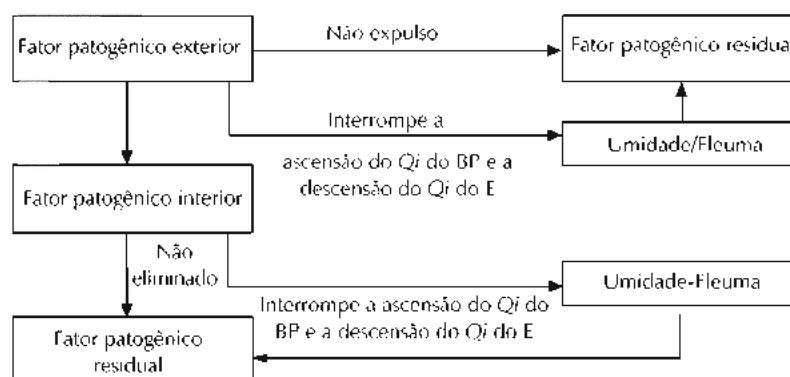 Fator patogênico exterior
Não expulso
Fator patogênico residual
Interrompe a
ascensão do Qi do BP e a
descensão do Qi do E
Umidade/Fleuma
Fator patogênico interior
Não
eliminado
Umidade-Fleuma
Interrompe a ascensão do Qi do
BP e a descensão do Qi do E
Fator patogênico
residual